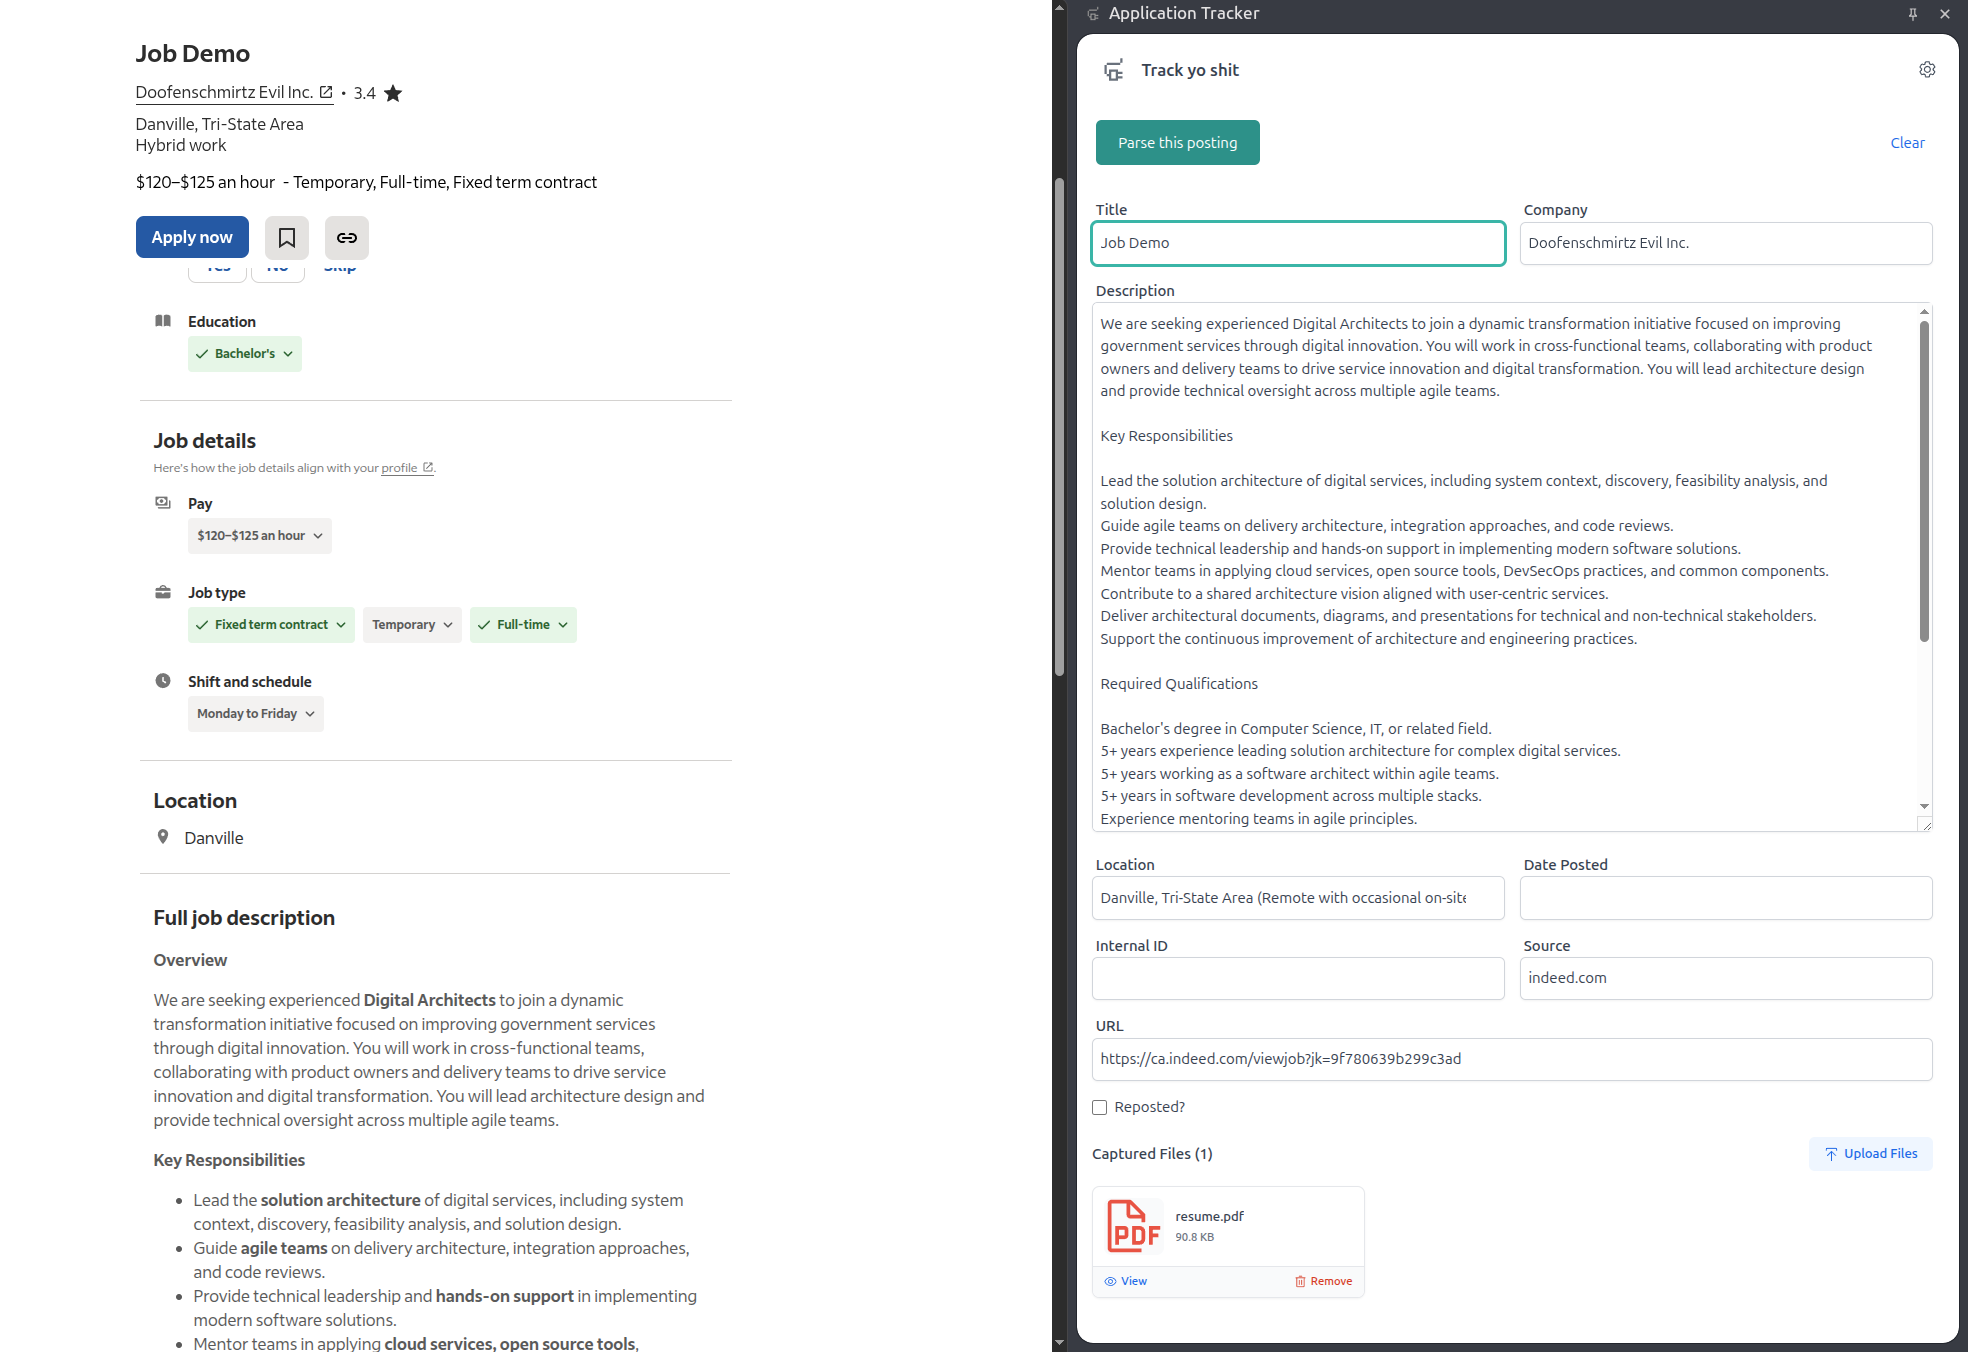 Job Demo
Doofenschmirtz Evil Inc. • 3.4
Danville, Tri-State Area
Hybrid work
$120–$125 an hour - Temporary, Full-time, Fixed term contract
Apply now
Yes No Skip
Education
Bachelor's
Job details
Here's how the job details align with your profile.
Pay
$120–$125 an hour
Job type
Fixed term contract Temporary Full-time
Shift and schedule
Monday to Friday
Location
Danville
Full job description
Overview
We are seeking experienced Digital Architects to join a dynamic
transformation initiative focused on improving government services
through digital innovation. You will work in cross-functional teams,
collaborating with product owners and delivery teams to drive service
innovation and digital transformation. You will lead architecture design and
provide technical oversight across multiple agile teams.
Key Responsibilities
• Lead the solution architecture of digital services, including system
context, discovery, feasibility analysis, and solution design.
• Guide agile teams on delivery architecture, integration approaches,
and code reviews.
• Provide technical leadership and hands-on support in implementing
modern software solutions.
• Mentor teams in applying cloud services, open source tools,
Application Tracker
Track yo shit
Parse this posting
Clear
Title
Job Demo
Company
Doofenschmirtz Evil Inc.
Description
We are seeking experienced Digital Architects to join a dynamic transformation initiative focused on improving
government services through digital innovation. You will work in cross-functional teams, collaborating with product
owners and delivery teams to drive service innovation and digital transformation. You will lead architecture design
and provide technical oversight across multiple agile teams.
Key Responsibilities
Lead the solution architecture of digital services, including system context, discovery, feasibility analysis, and
solution design.
Guide agile teams on delivery architecture, integration approaches, and code reviews.
Provide technical leadership and hands-on support in implementing modern software solutions.
Mentor teams in applying cloud services, open source tools, DevSecOps practices, and common components.
Contribute to a shared architecture vision aligned with user-centric services.
Deliver architectural documents, diagrams, and presentations for technical and non-technical stakeholders.
Support the continuous improvement of architecture and engineering practices.
Required Qualifications
Bachelor's degree in Computer Science, IT, or related field.
5+ years experience leading solution architecture for complex digital services.
5+ years working as a software architect within agile teams.
5+ years in software development across multiple stacks.
Experience mentoring teams in agile principles.
Location
Danville, Tri-State Area (Remote with occasional on-site
Date Posted
Internal ID
Source
indeed.com
URL
https://ca.indeed.com/viewjob?jk=9f780639b299c3ad
Reposted?
Captured Files (1)
Upload Files
PDF
resume.pdf
90.8 KB
View
Remove